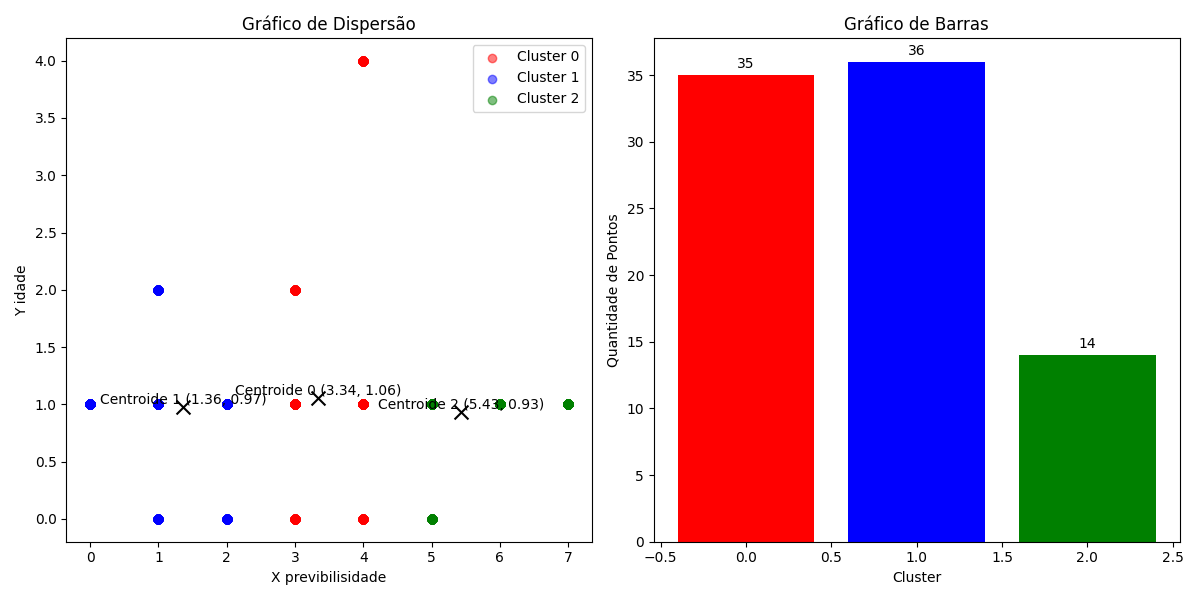 Gráfico de Dispersão
4.0
3.5
3.0
2.5
2.0
1.5
1.0
0.5
0.0
Y idade
Cluster 0
Cluster 1
Cluster 2
Centroide 0 (3.34, 1.06)
Centroide 1 (1.36, 0.97)
Centroide 2 (5.43, 0.93)
0 1 2 3 4 5 6 7
X previbilisidade
Gráfico de Barras
35
30
25
20
15
10
5
0
Quantidade de Pontos
35
36
14
−0.5 0.0 0.5 1.0 1.5 2.0 2.5
Cluster